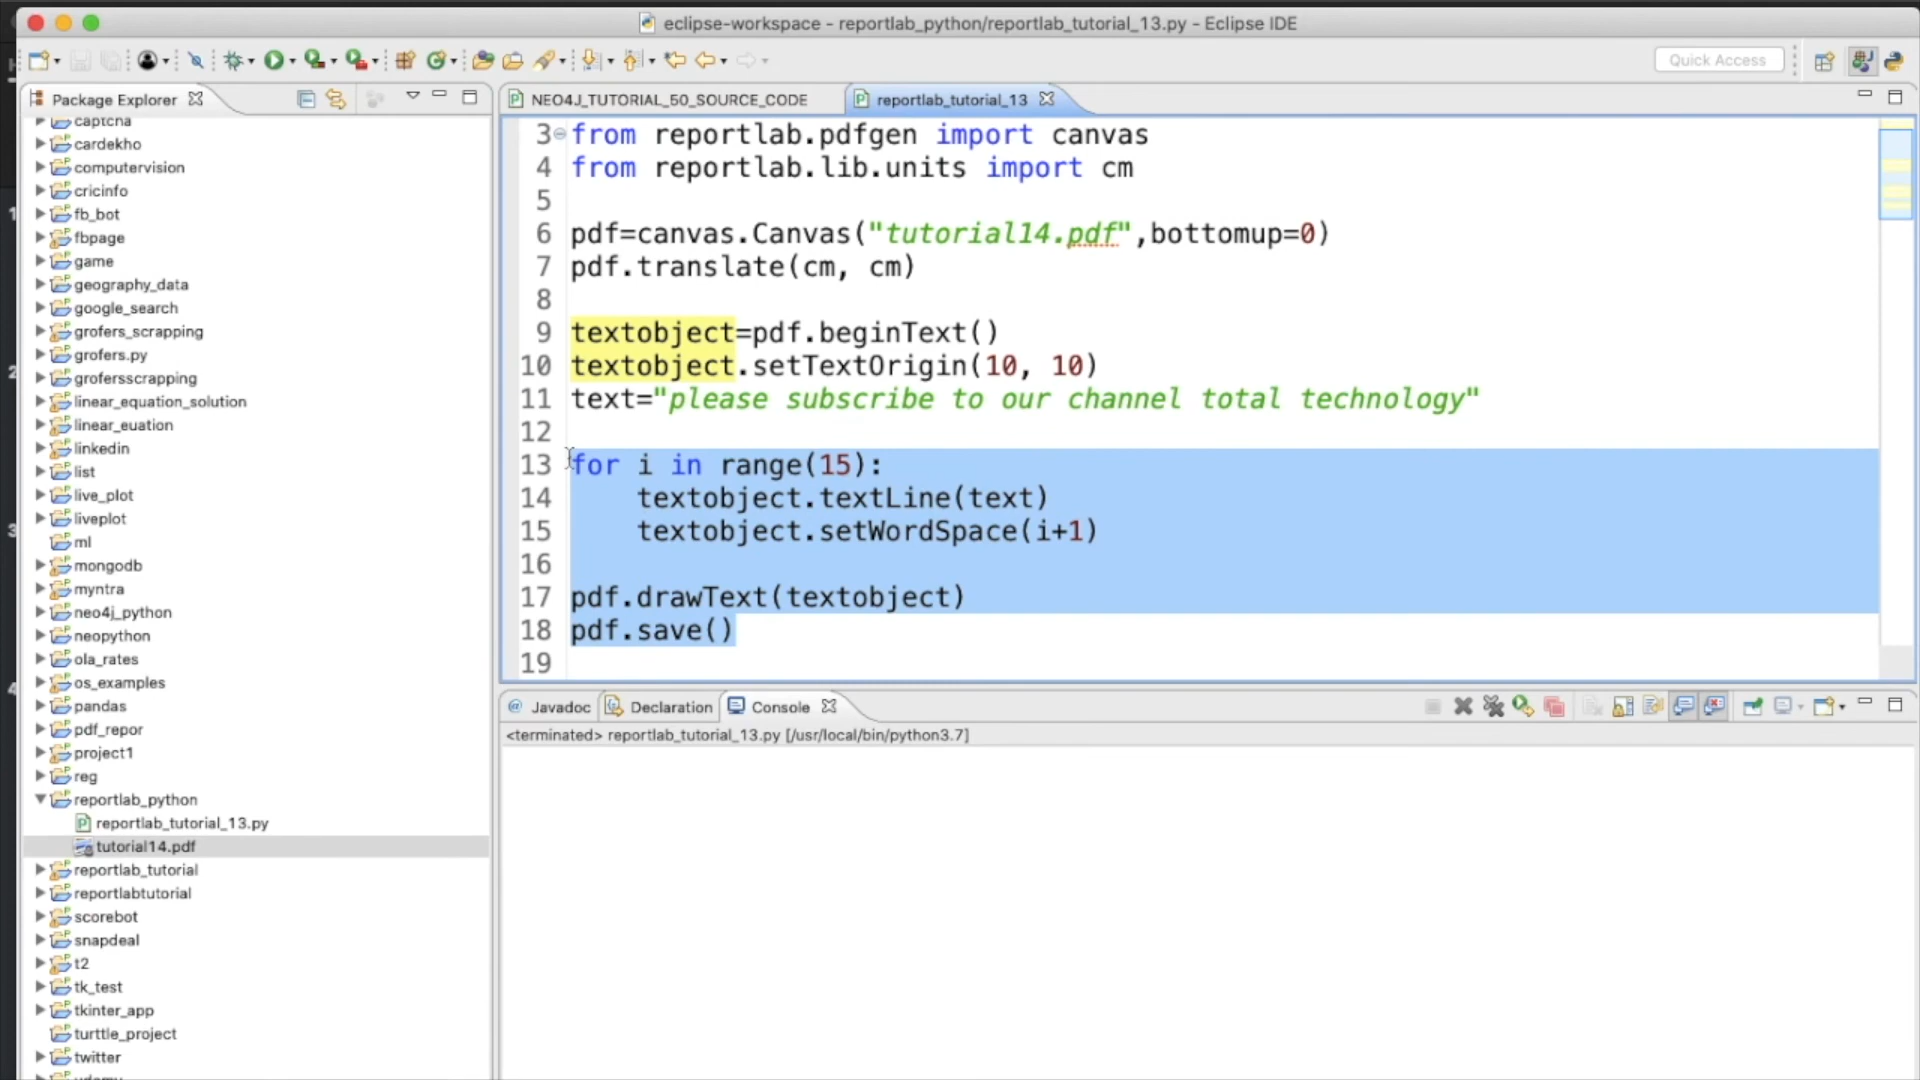 eclipse-workspace - reportlab_python/reportlab_tutorial_13.py - Eclipse IDE
Quick Access
Package Explorer
captcha
cardekho
computervision
cricinfo
fb_bot
fbpage
game
geography_data
google_search
grofers_scrapping
grofers.py
grofersscrapping
linear_equation_solution
linear_euation
linkedin
list
live_plot
liveplot
ml
mongodb
myntra
neo4j_python
neopython
ola_rates
os_examples
pandas
pdf_repor
project1
reg
reportlab_python
reportlab_tutorial_13.py
tutorial14.pdf
reportlab_tutorial
reportlabtutorial
scorebot
snapdeal
t2
tk_test
tkinter_app
turttle_project
twitter
NEO4J_TUTORIAL_50_SOURCE_CODE
reportlab_tutorial_13
3 from reportlab.pdfgen import canvas
4 from reportlab.lib.units import cm
5
6 pdf=canvas.Canvas("tutorial14.pdf",bottomup=0)
7 pdf.translate(cm, cm)
8
9 textobject=pdf.beginText()
10 textobject.setTextOrigin(10, 10)
11 text="please subscribe to our channel total technology"
12
13 for i in range(15):
14 textobject.textLine(text)
15 textobject.setWordSpace(i+1)
16
17 pdf.drawText(textobject)
18 pdf.save()
19
@ Javadoc
Declaration
Console
<terminated> reportlab_tutorial_13.py [/usr/local/bin/python3.7]